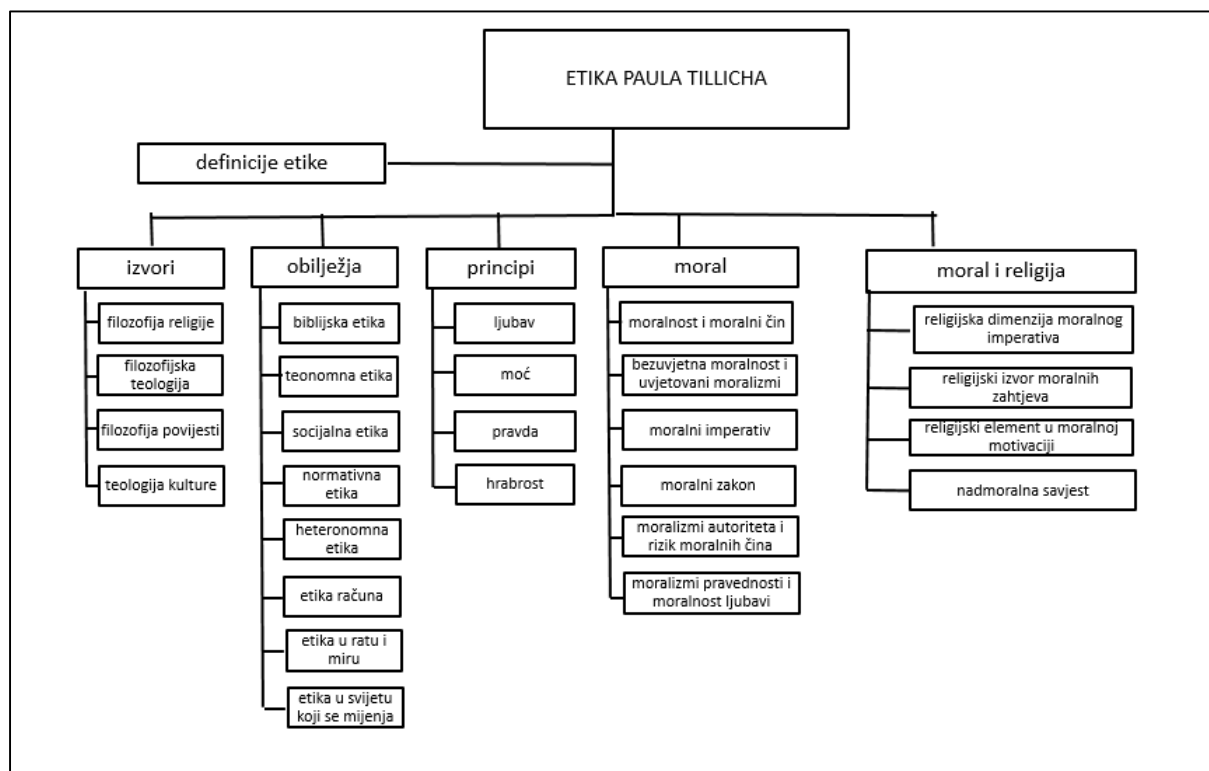 ETIKA PAULA TILLICHA
definicije etike
izvori
filozofija religije
filozofijska
teologija
filozofija povijesti
teologija kulture
obilježja
biblijska etika
teonomna etika
socijalna etika
normativna
etika
heteronomna
etika
etika računa
etika u ratu i
miru
etika u svijetu
koji se mijenja
principi
ljubav
moć
pravda
hrabrost
moral
moralnost i moralni čin
bezuvjetna moralnost i
uvjetovani moralizmi
moralni imperativ
moralni zakon
moralizmi autoriteta i
rizik moralnih čina
moralizmi pravednosti i
moralnost ljubavi
moral i religija
religijska dimenzija moralnog
imperativa
religijski izvor moralnih
zahtjeva
religijski element u moralnoj
motivaciji
nadmoralna savjest